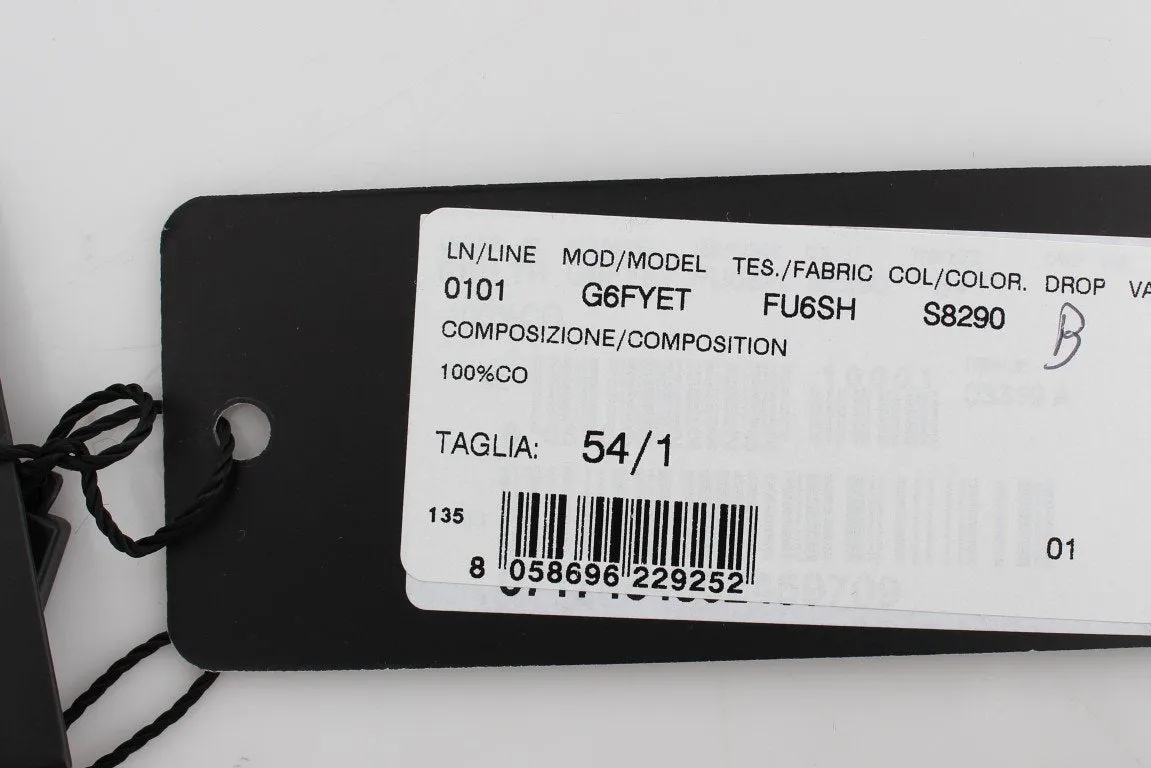 LN/LINE MOD/MODEL TES./FABRIC COL/COLOR. DROP VA
0101 G6FYET FU6SH S8290 B
COMPOSIZIONE/COMPOSITION
100%CO
TAGLIA: 54/1
135
01
8 058696 229252